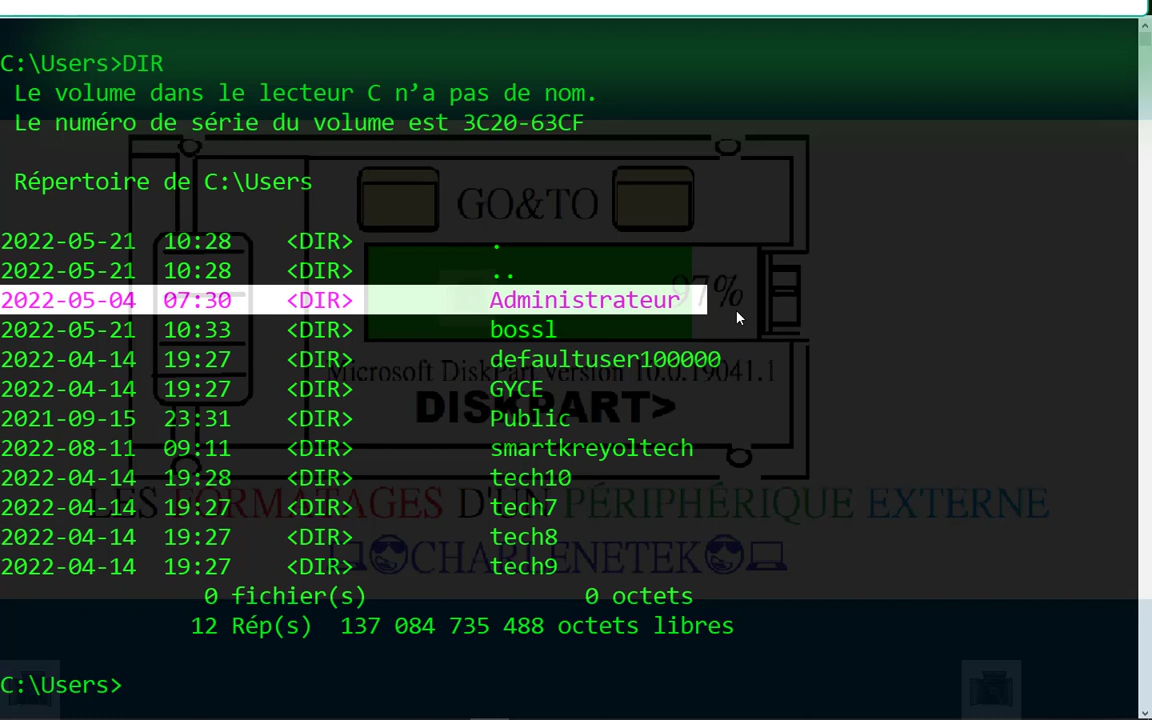 C:\Users>DIR
Le volume dans le lecteur C n’a pas de nom.
Le numéro de série du volume est 3C20-63CF
Répertoire de C:\Users
GO&TO
2022-05-21 10:28 <DIR> .
2022-05-21 10:28 <DIR> ..
2022-05-04 07:30 <DIR> Administrateur
97%
2022-05-21 10:33 <DIR> bossl
2022-04-14 19:27 <DIR> defaultuser100000
Microsoft DiskPart version 10.0.19041.1
2022-04-14 19:27 <DIR> GYCE
DISKPART>
2021-09-15 23:31 <DIR> Public
2022-08-11 09:11 <DIR> smartkrevoltech
2022-04-14 19:28 <DIR> tech10
LES FORMATAGES D'UN PÉRIPHÉRIQUE EXTERNE
2022-04-14 19:27 <DIR> tech7
2022-04-14 19:27 <DIR> tech8
CHARLENETEK
2022-04-14 19:27 <DIR> tech9
0 fichier(s) 0 octets
12 Rép(s) 137 084 735 488 octets libres
C:\Users>